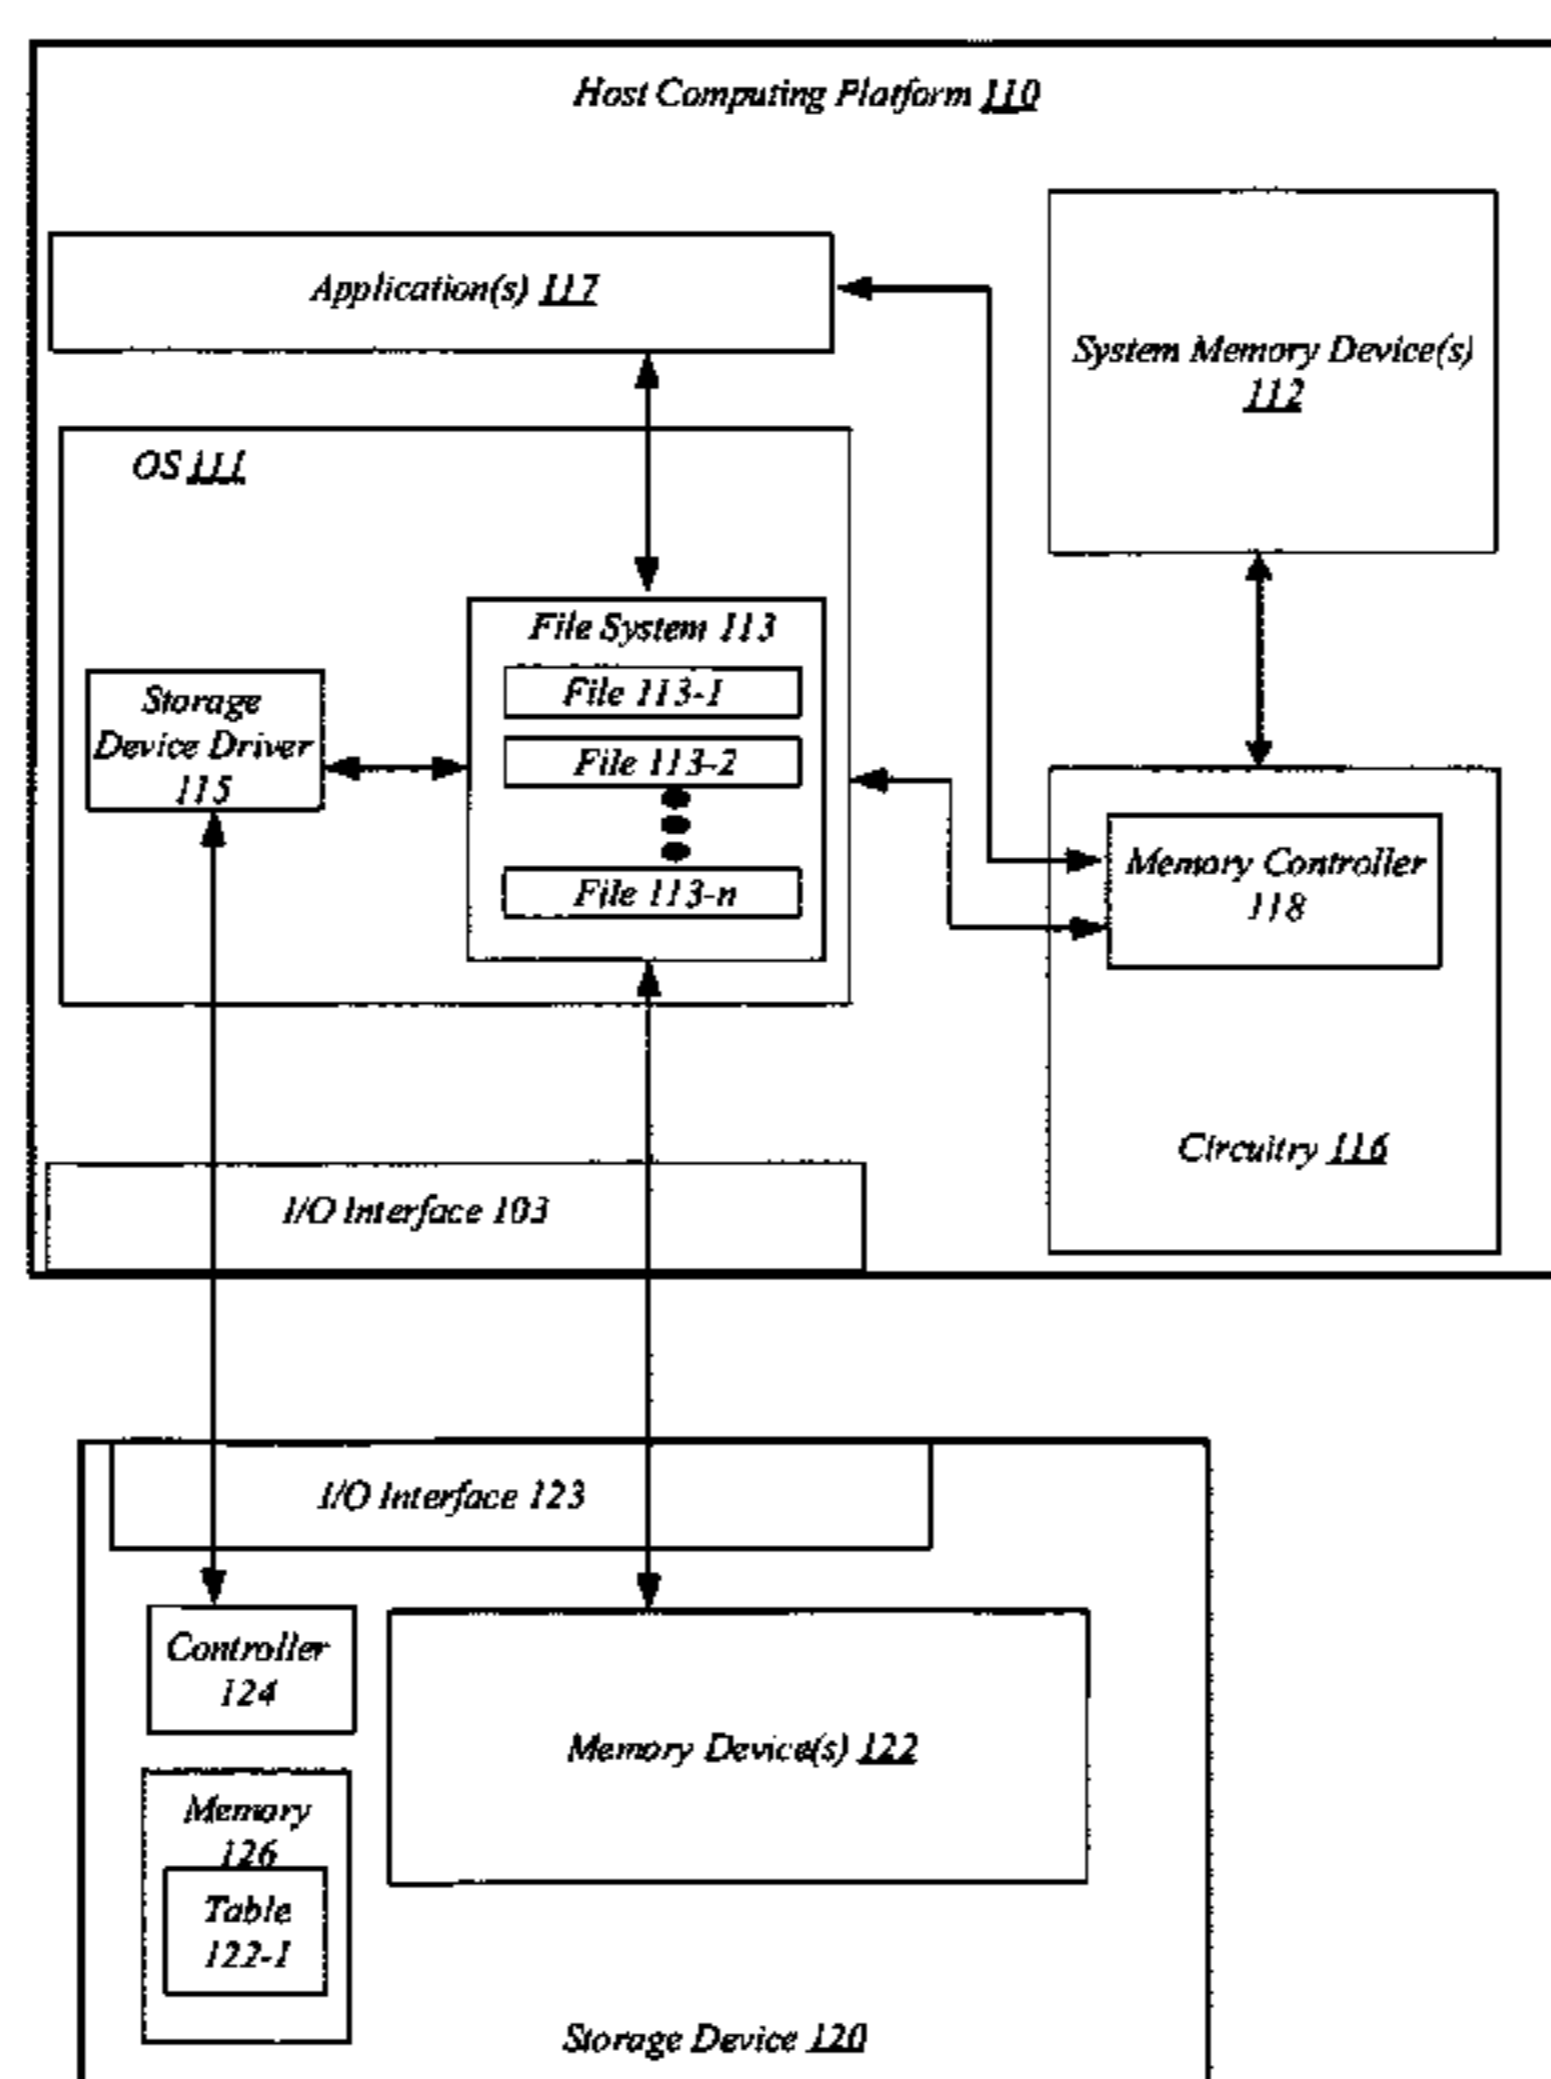 Host Computing Platform 110
Application(s) 117
System Memory Device(s)
112
OS 111
File System 113
File 113-1
File 113-2
File 113-n
Storage
Device Driver
115
Memory Controller
118
Circuitry 116
I/O Interface 103
I/O Interface 123
Controller
124
Memory Device(s) 122
Memory
126
Table
122-1
Storage Device 120